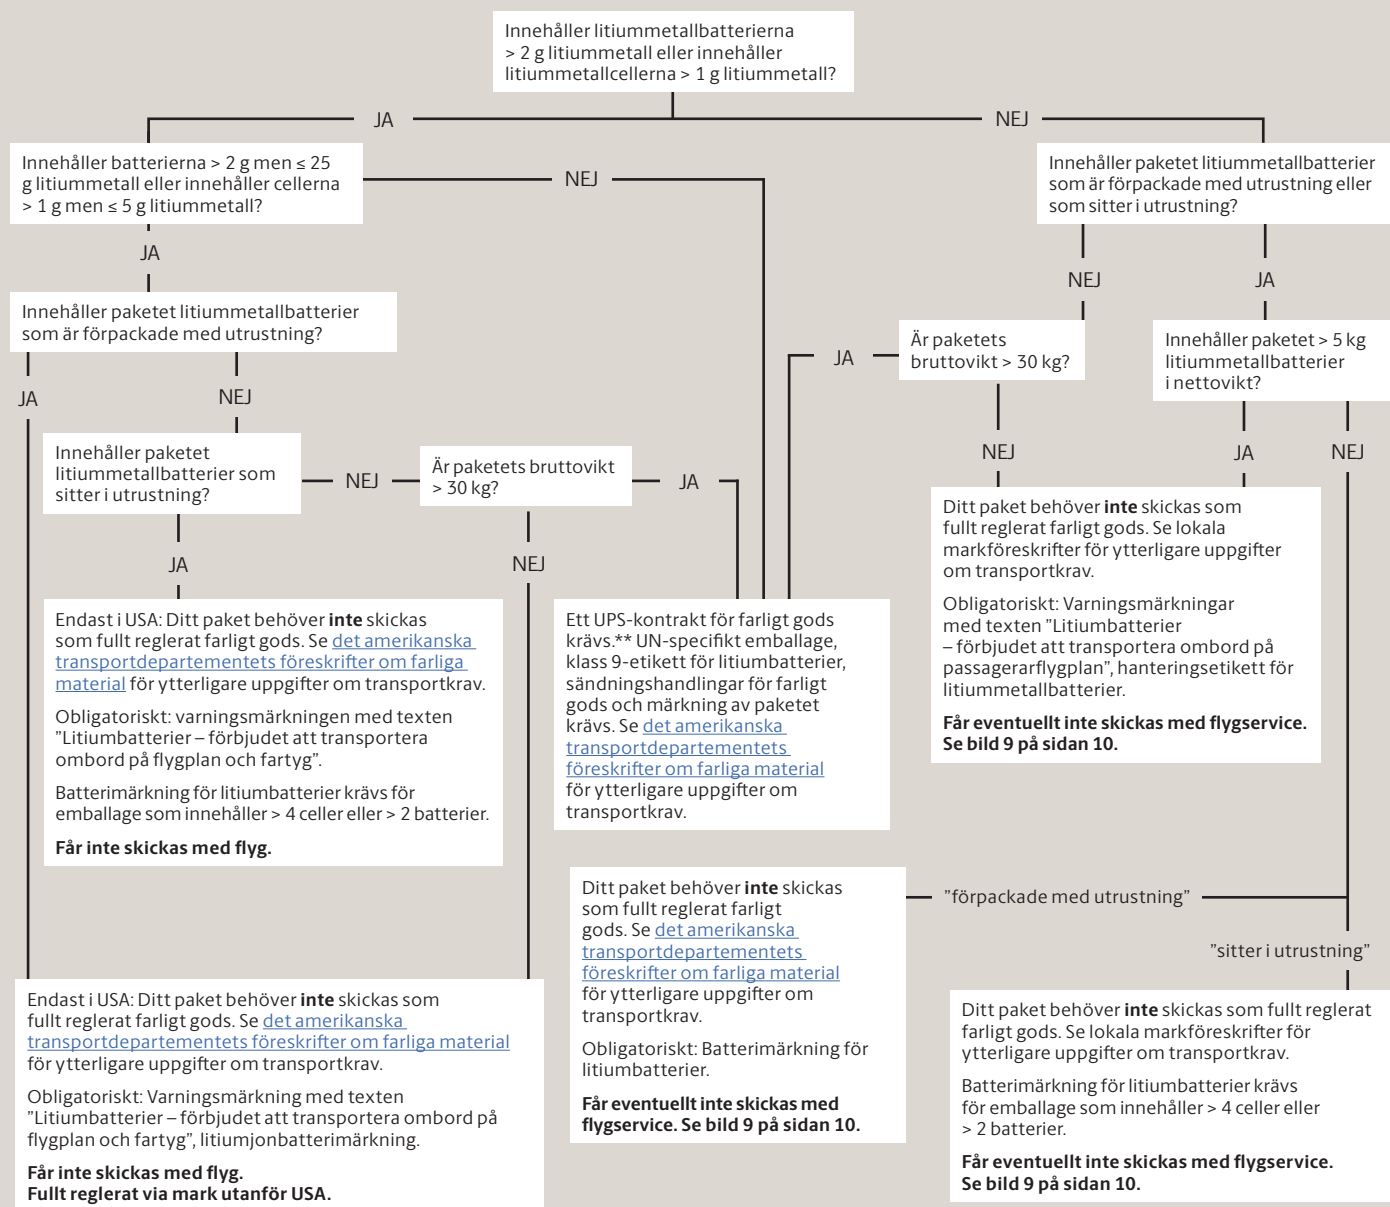 Innehåller litiummetallbatterierna
> 2 g litiummetall eller innehåller
litiummetallcellerna > 1 g litiummetall?
JA
NEJ
Innehåller batterierna > 2 g men ≤ 25
g litiummetall eller innehåller cellerna
> 1 g men ≤ 5 g litiummetall?
NEJ
Innehåller paketet litiummetallbatterier
som är förpackade med utrustning eller
som sitter i utrustning?
JA
NEJ
JA
Innehåller paketet litiummetallbatterier
som är förpackade med utrustning?
Är paketets
bruttovikt > 30 kg?
Innehåller paketet > 5 kg
litiummetallbatterier
i nettovikt?
JA
JA
NEJ
Innehåller paketet
litiummetallbatterier som
sitter i utrustning?
NEJ
Är paketets bruttovikt
> 30 kg?
JA
NEJ
JA
NEJ
JA
NEJ
Ditt paket behöver inte skickas som
fullt reglerat farligt gods. Se lokala
markföreskrifter för ytterligare uppgifter
om transportkrav.
Obligatoriskt: Varningsmärkningar
med texten "Litiumbatterier
– förbjudet att transportera ombord på
passagerarflygplan", hanteringsetikett för
litiummetallbatterier.
Får eventuellt inte skickas med flygservice.
Se bild 9 på sidan 10.
Endast i USA: Ditt paket behöver inte skickas
som fullt reglerat farligt gods. Se det amerikanska
transportdepartementets föreskrifter om farliga
material för ytterligare uppgifter om transportkrav.
Obligatoriskt: varningsmärkningen med texten
"Litiumbatterier – förbjudet att transportera
ombord på flygplan och fartyg".
Batterimärkning för litiumbatterier krävs för
emballage som innehåller > 4 celler eller > 2 batterier.
Får inte skickas med flyg.
Ett UPS-kontrakt för farligt gods
krävs.** UN-specifikt emballage,
klass 9-etikett för litiumbatterier,
sändningshandlingar för farligt
gods och märkning av paketet
krävs. Se det amerikanska
transportdepartementets
föreskrifter om farliga material
för ytterligare uppgifter om
transportkrav.
Ditt paket behöver inte skickas
som fullt reglerat farligt
gods. Se det amerikanska
transportdepartementets
föreskrifter om farliga material
för ytterligare uppgifter om
transportkrav.
Obligatoriskt: Batterimärkning för
litiumbatterier.
Får eventuellt inte skickas med
flygservice. Se bild 9 på sidan 10.
"förpackade med utrustning"
"sitter i utrustning"
Endast i USA: Ditt paket behöver inte skickas som
fullt reglerat farligt gods. Se det amerikanska
transportdepartementets föreskrifter om farliga material
för ytterligare uppgifter om transportkrav.
Obligatoriskt: Varningsmärkning med texten
"Litiumbatterier – förbjudet att transportera ombord på
flygplan och fartyg", litiumjonbatterimärkning.
Får inte skickas med flyg.
Fullt reglerat via mark utanför USA.
Ditt paket behöver inte skickas som fullt reglerat
farligt gods. Se lokala markföreskrifter för
ytterligare uppgifter om transportkrav.
Batterimärkning för litiumbatterier krävs
för emballage som innehåller > 4 celler eller
> 2 batterier.
Får eventuellt inte skickas med flygservice.
Se bild 9 på sidan 10.